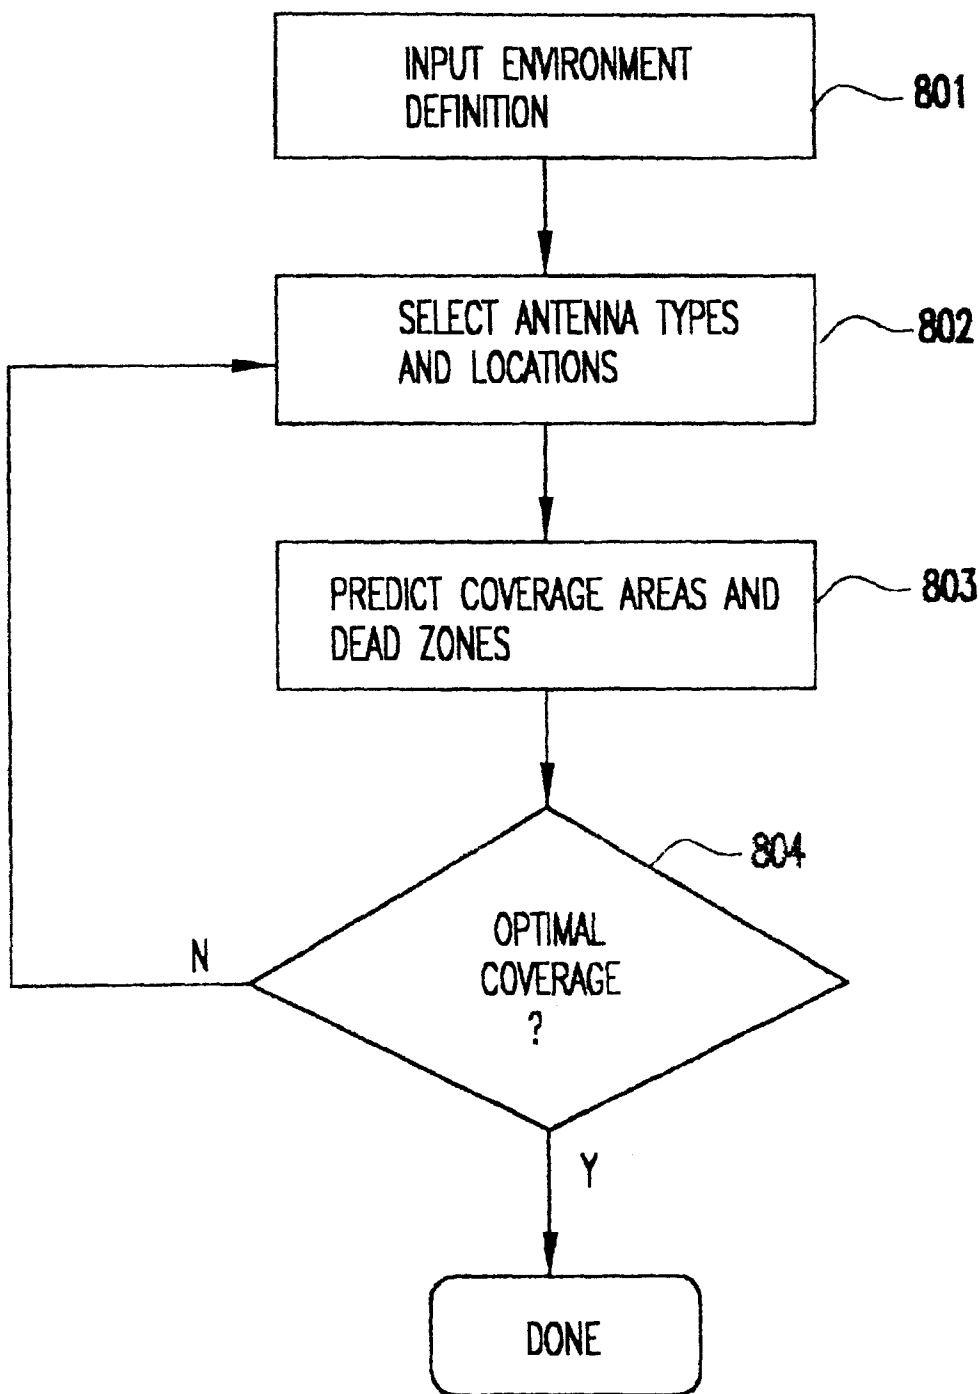 INPUT ENVIRONMENT
DEFINITION
801
SELECT ANTENNA TYPES
AND LOCATIONS
802
PREDICT COVERAGE AREAS AND
DEAD ZONES
803
804
OPTIMAL
COVERAGE
?
N
Y
DONE